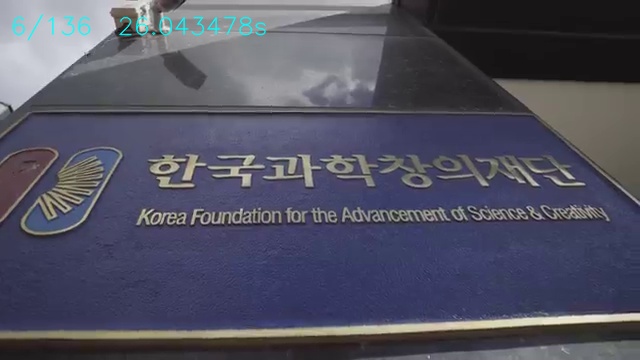 6/136 26.043478s
한국과학창의재단
Korea Foundation for the Advancement of Science & Creativity